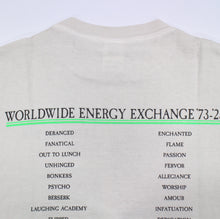 WORLDWIDE ENERGY EXCHANGE '73-'2
DERANGED
FANATICAL
OUT TO LUNCH
UNHINGED
BONKERS
PSYCHO
BERSERK
LAUGHING ACADEMY
ENCHANTED
FLAME
PASSION
FERVOR
ALLEGIANCE
WORSHIP
AMOUR
INFATUATION